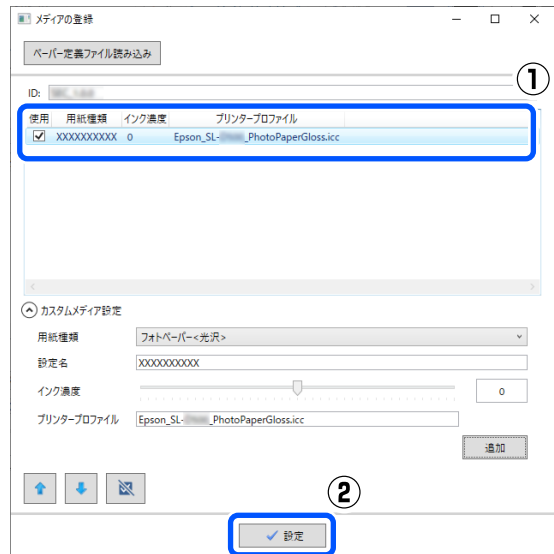 メディアの登録
ペーパー定義ファイル読み込み
①
ID:
使用 用紙種類 インク濃度 プリンタープロファイル
XXXXXXXXXX 0 Epson_SL- _PhotoPaperGloss.icc
カスタムメディア設定
用紙種類 フォトペーパー<光沢>
設定名 XXXXXXXXXX
インク濃度 0
プリンタープロファイル Epson_SL- _PhotoPaperGloss.icc
追加
②
設定